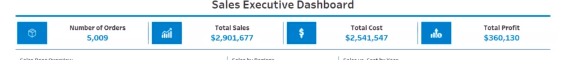 Sales Executive Dashboard
Number of Orders
5,009
Total Sales
$2,901,677
Total Cost
$2,541,547
Total Profit
$360,130